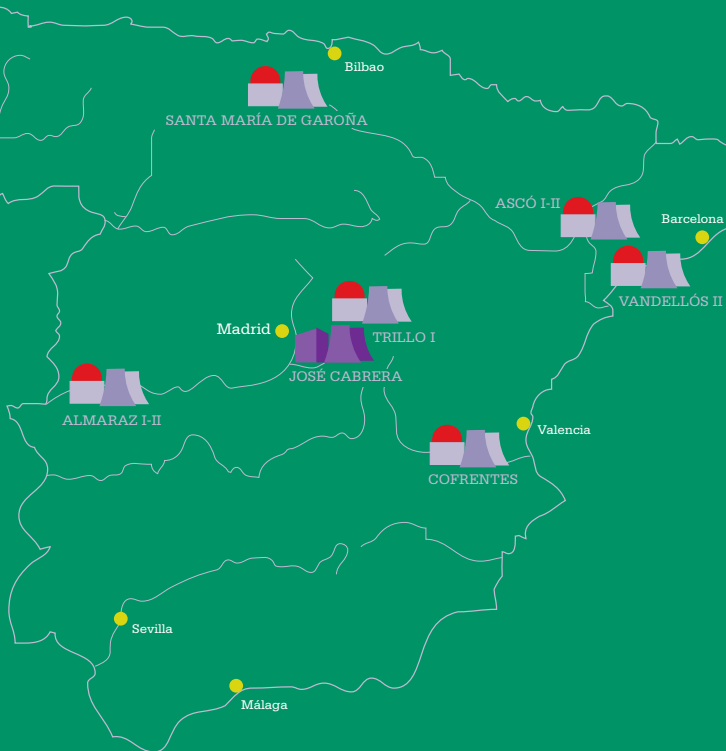 Bilbao
SANTA MARÍA DE GAROÑA
ASCÓ I-II
Barcelona
VANDELLÓS II
Madrid
TRILLO I
JOSÉ CABRERA
ALMARAZ I-II
Valencia
COFRENTES
Sevilla
Málaga